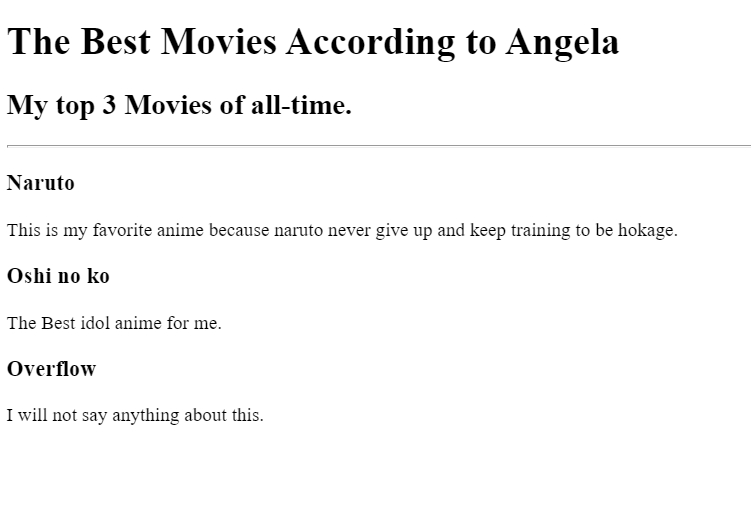 The Best Movies According to Angela
My top 3 Movies of all-time.
Naruto
This is my favorite anime because naruto never give up and keep training to be hokage.
Oshi no ko
The Best idol anime for me.
Overflow
I will not say anything about this.